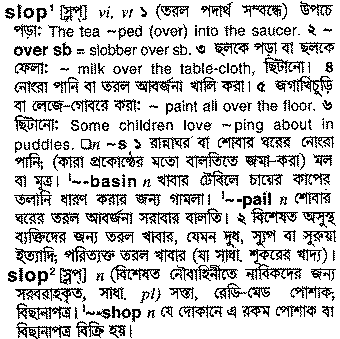 slop¹ [স্লপ্] vi, vt ১ (তরল পদার্থ সম্বন্ধে) উপচে
পড়া: The tea ~ped (over) into the saucer. ২ ~
over sb = slobber over sb. ৩ ছলকে পড়া বা ছলকে
ফেলা: ~ milk over the table-cloth, ছিটানো। ৪
নোংরা পানি বা তরল আবর্জনা খালি করা। ৫ জগাখিচুড়ি
বা লেজে-গোবরে করা: ~ paint all over the floor. ৬
ছিটানো: Some children love ~ping about in
puddles. □n ~s ১ রান্নাঘর বা শোবার ঘরের নোংরা
পানি; (কারা প্রকোষ্ঠের মতো বালতিতে জমা-করা) মল
বা মূত্র। '~-basin n খাবার টেবিলে চায়ের কাপের
তলানি ধারণ করার জন্য গামলা। '~-pail n শোবার
ঘরের তরল আবর্জনা সরাবার বালতি। ২ বিশেষত অসুস্থ
ব্যক্তিদের জন্য তরল খাবার, যেমন দুধ, স্যুপ বা সুরুয়া
ইত্যাদি; পরিত্যক্ত তরল খাবার (যা সাধা. শূকরের খাদ্য)।
slop² [স্লপ্] n (বিশেষত নৌবাহিনীতে নাবিকদের জন্য
সরবরাহকৃত, সাধা. pl) সস্তা, রেডি-মেড পোশাক;
বিছানাপত্র। '~-shop n যে দোকানে এ রকম পোশাক বা
বিছানাপত্র বিক্রি হয়।